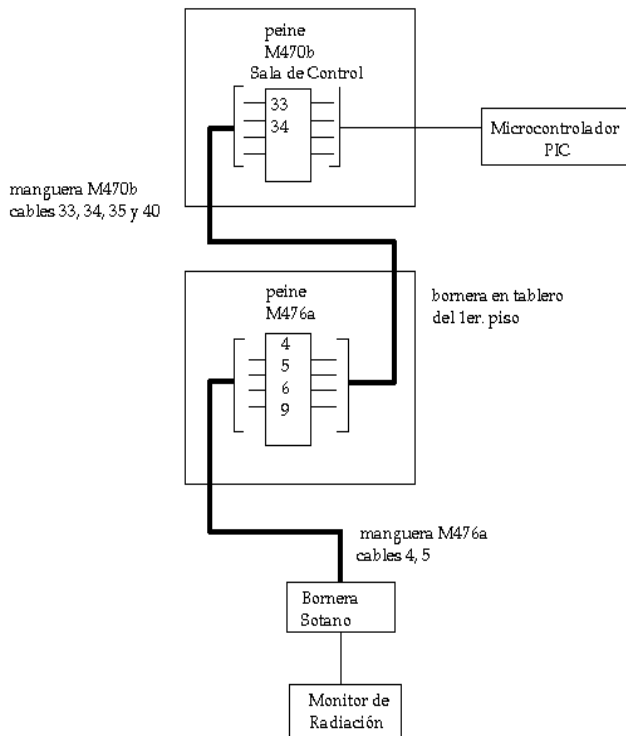 peine
M470b
Sala de Control
33
34
Microcontrolador
PIC
manguera M470b
cables 33, 34, 35 y 40
peine
M476a
4
5
6
9
bornera en tablero
del 1er. piso
manguera M476a
cables 4, 5
Bornera
Sotano
Monitor de
Radiación